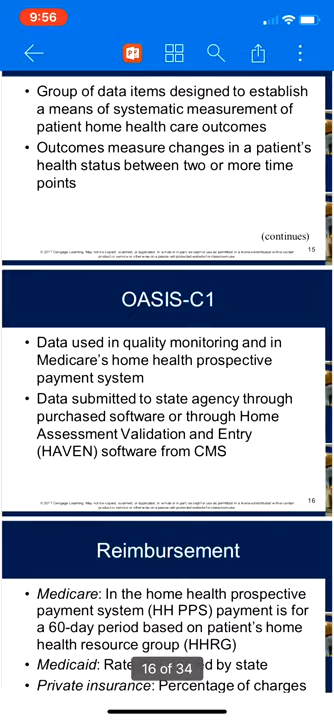 9:56
• Group of data items designed to establish
a means of systematic measurement of
patient home health care outcomes
• Outcomes measure changes in a patient's
health status between two or more time
points
(continues)
15
OASIS-C1
• Data used in quality monitoring and in
Medicare's home health prospective
payment system
• Data submitted to state agency through
purchased software or through Home
Assessment Validation and Entry
(HAVEN) software from CMS
16
Reimbursement
• Medicare: In the home health prospective
payment system (HH PPS) payment is for
a 60-day period based on patient's home
health resource group (HHRG)
• Medicaid: by state
16 of 34
• Private insurance: Percentage of charges